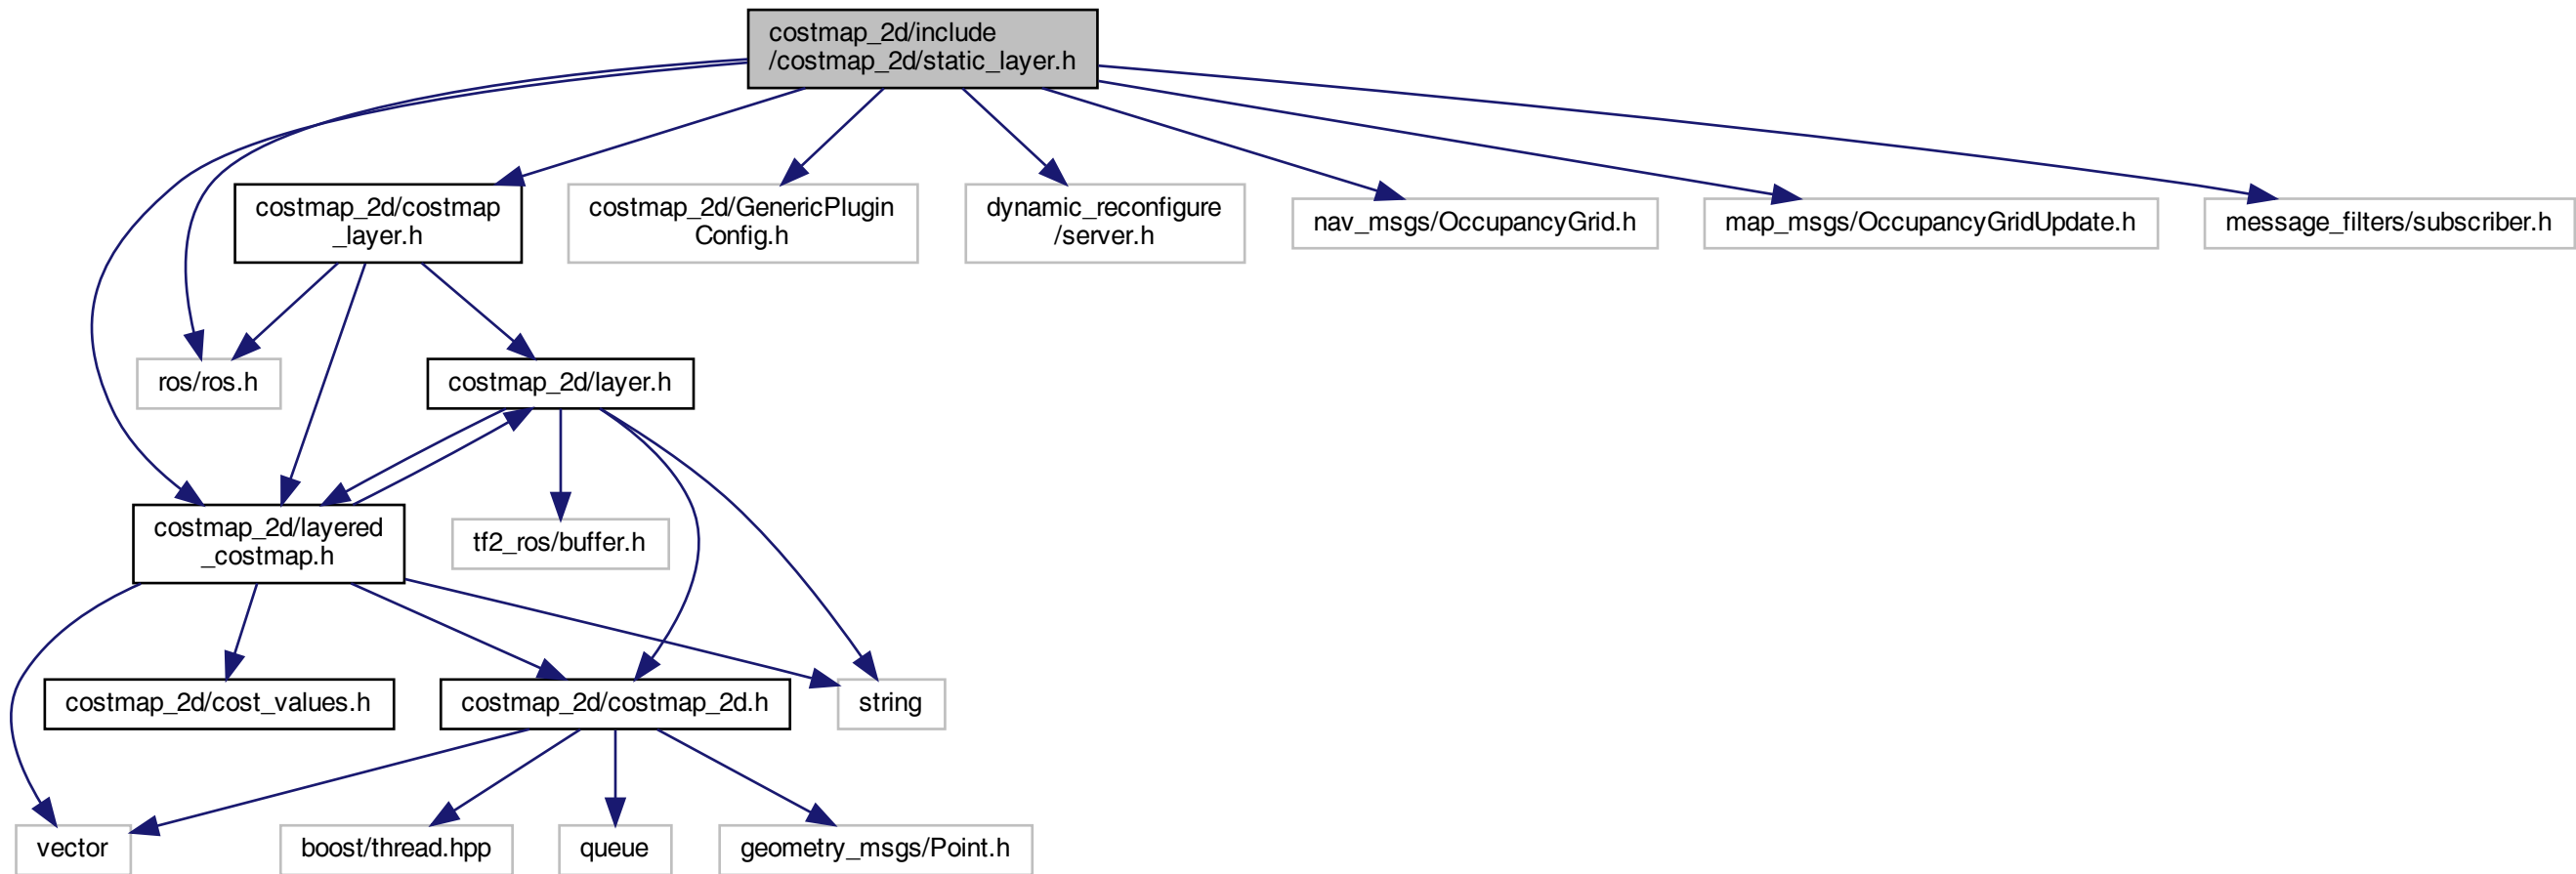 costmap_2d/include
/costmap_2d/static_layer.h
costmap_2d/costmap
_layer.h
costmap_2d/GenericPlugin
Config.h
dynamic_reconfigure
/server.h
nav_msgs/OccupancyGrid.h
map_msgs/OccupancyGridUpdate.h
message_filters/subscriber.h
ros/ros.h
costmap_2d/layer.h
costmap_2d/layered
_costmap.h
tf2_ros/buffer.h
costmap_2d/cost_values.h
costmap_2d/costmap_2d.h
string
vector
boost/thread.hpp
queue
geometry_msgs/Point.h